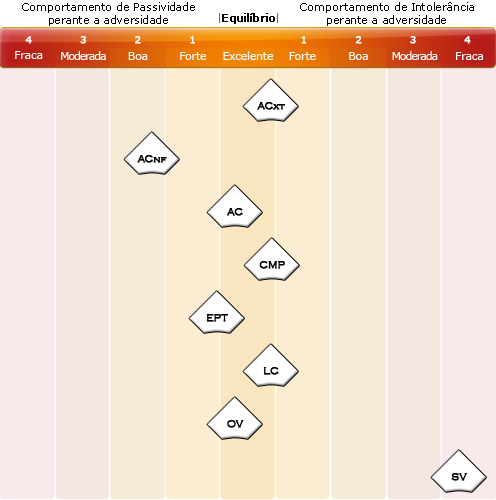 Comportamento de Passividade perante a adversidade
|Equilíbrio|
Comportamento de Intolerância perante a adversidade
4 3 2 1 1 2 3 4
Fraca Moderada Boa Forte Excelente Forte Boa Moderada Fraca
ACXT
ACNF
AC
CMP
EPT
LC
OV
SV